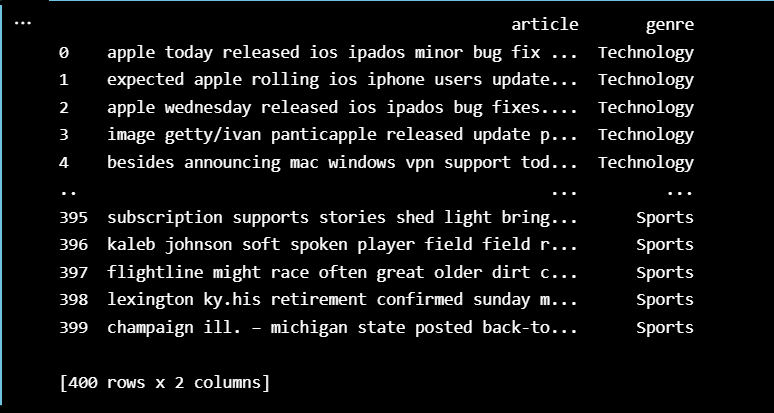 ...
article genre
0 apple today released ios ipados minor bug fix ... Technology
1 expected apple rolling ios iphone users update... Technology
2 apple wednesday released ios ipados bug fixes.... Technology
3 image getty/ivan panticapple released update p... Technology
4 besides announcing mac windows vpn support tod... Technology
.. ... ...
395 subscription supports stories shed light bring... Sports
396 kaleb johnson soft spoken player field field r... Sports
397 flightline might race often great older dirt c... Sports
398 lexington ky.his retirement confirmed sunday m... Sports
399 champaign ill. – michigan state posted back-to... Sports
[400 rows x 2 columns]